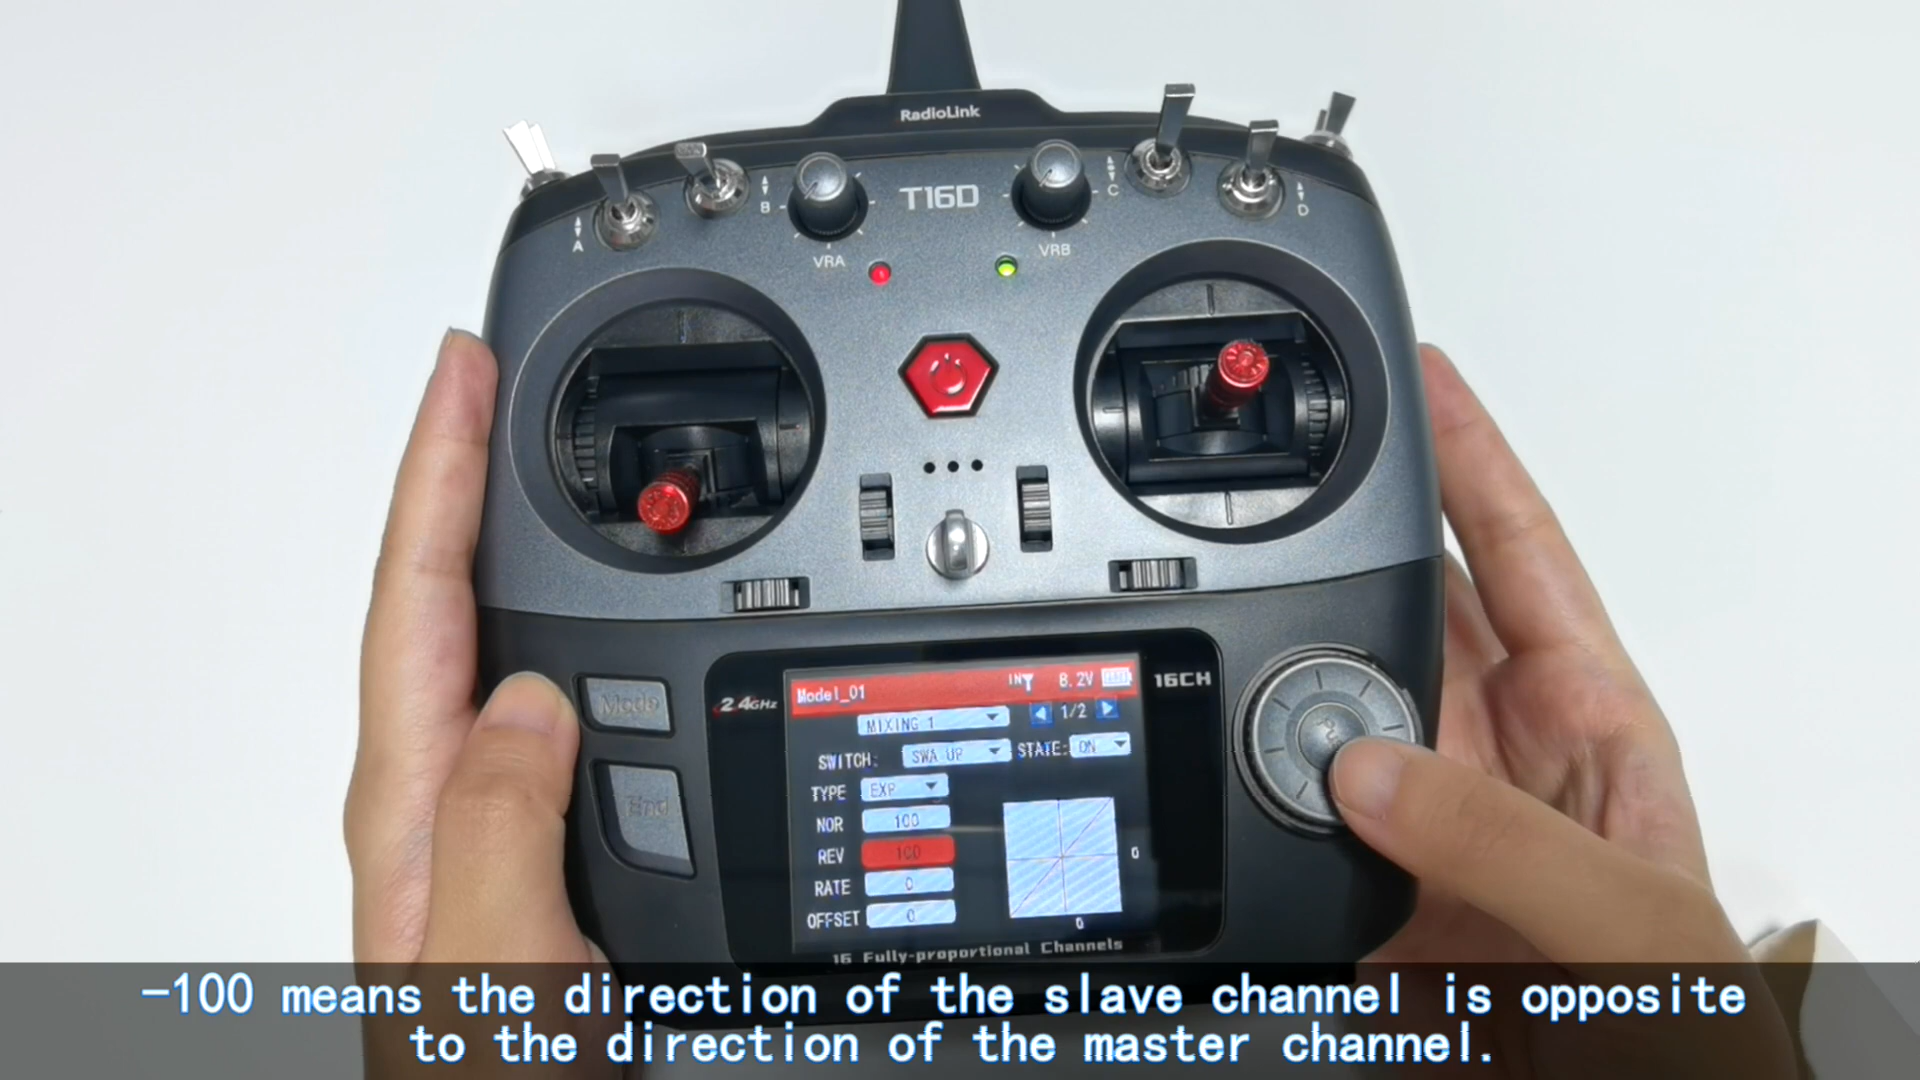 RadioLink
T16D
A
B
C
D
VRA
VRB
Mode
End
2.4GHz
16CH
Model_01
8.2V
MIXING 1
1/2
SWITCH: SWA UP STATE: ON
TYPE EXP
NOR 100
REV 100
RATE 0
OFFSET 0
0
0
16 Fully-proportional Channels
-100 means the direction of the slave channel is opposite
to the direction of the master channel.